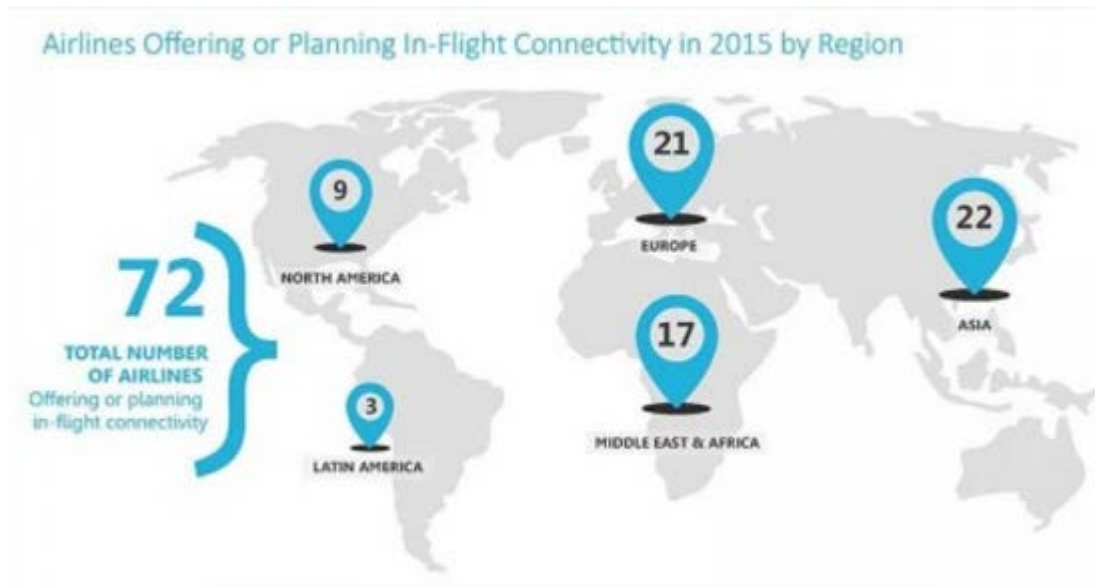 Airlines Offering or Planning In-Flight Connectivity in 2015 by Region
21
9
22
EUROPE
NORTH AMERICA
72
17
ASIA
TOTAL NUMBER
OF AIRLINES
Offering or planning
in-flight connectivity
3
MIDDLE EAST & AFRICA
LATIN AMERICA